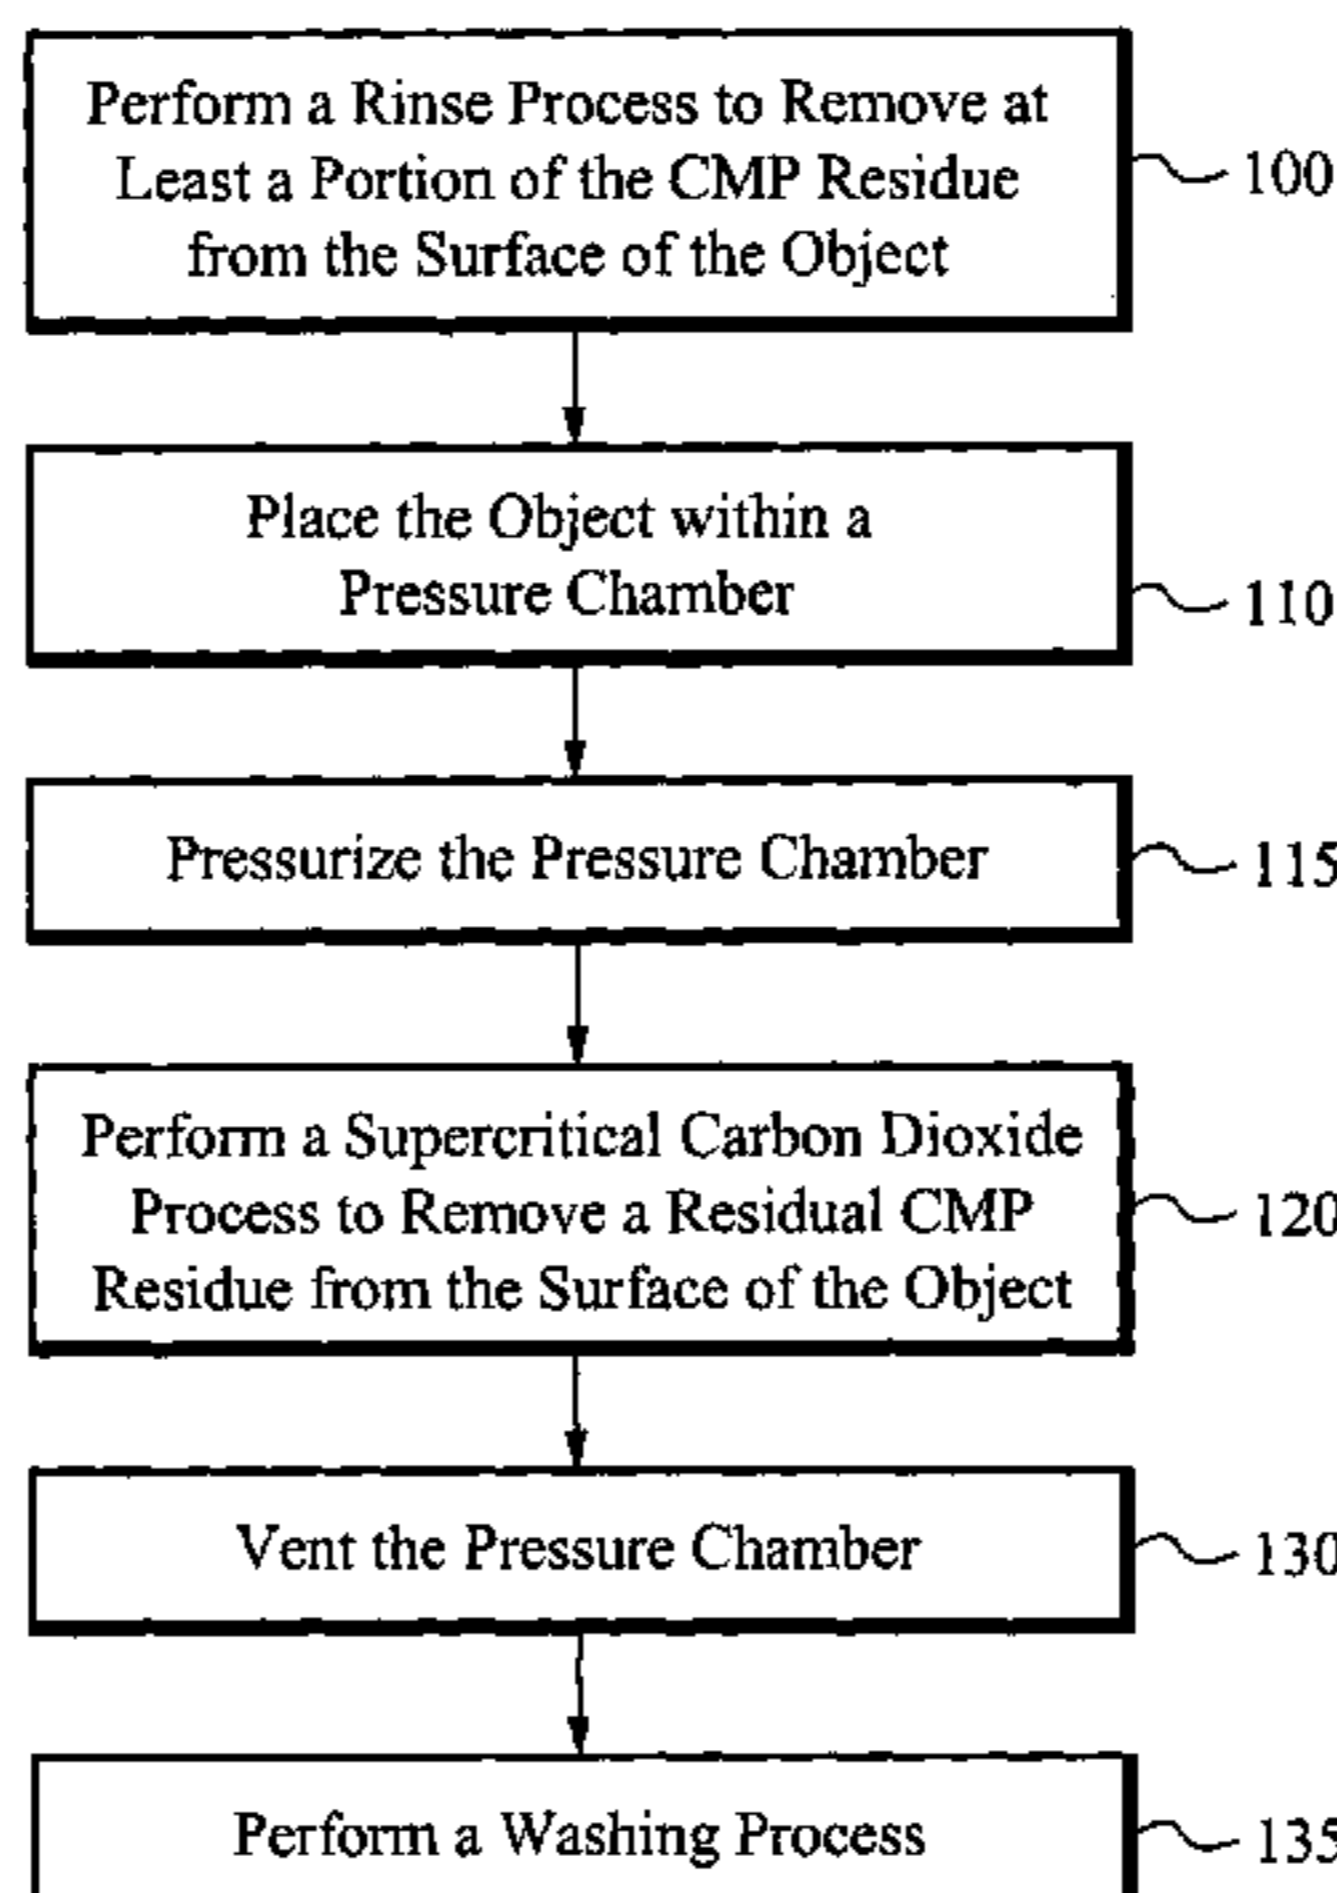 Perform a Rinse Process to Remove at
Least a Portion of the CMP Residue
from the Surface of the Object
100
Place the Object within a
Pressure Chamber
110
Pressurize the Pressure Chamber
115
Perform a Supercritical Carbon Dioxide
Process to Remove a Residual CMP
Residue from the Surface of the Object
120
Vent the Pressure Chamber
130
Perform a Washing Process
135